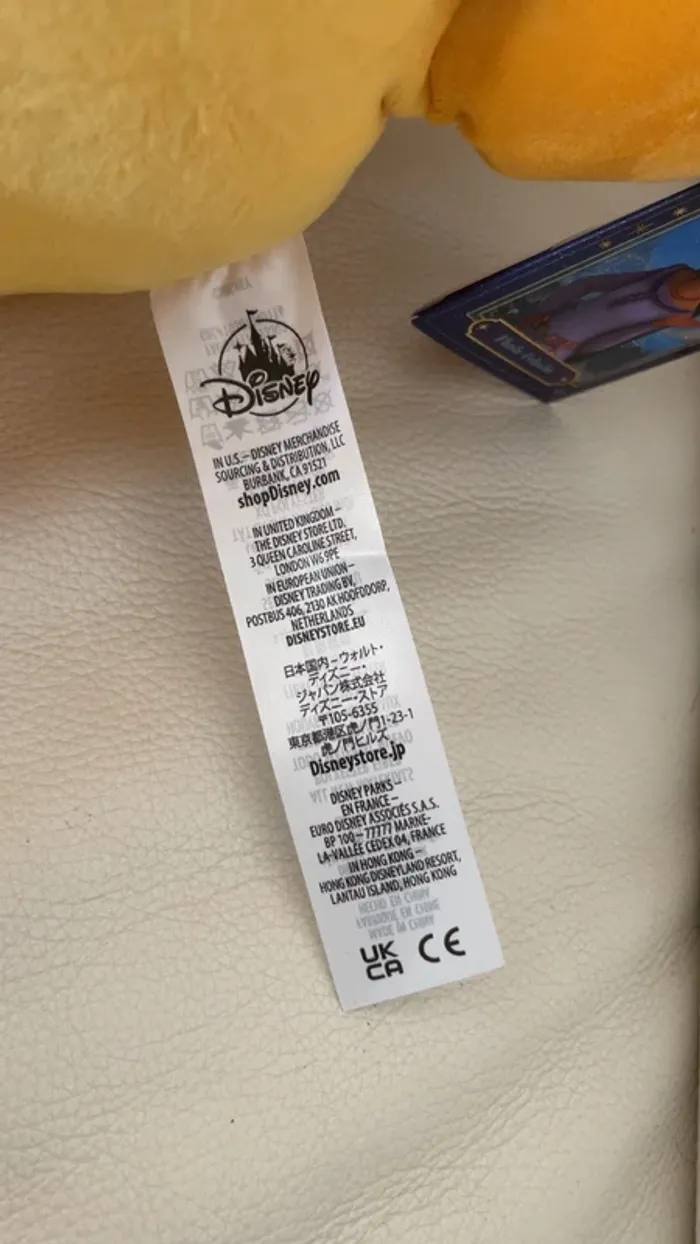 Disney
IN U.S.–DISNEY MERCHANDISE
SOURCING & DISTRIBUTION, LLC
BURBANK, CA 91521
shopDisney.com
IN UNITED KINGDOM–
THE DISNEY STORE LTD.
3 QUEEN CAROLINE STREET,
LONDON W6 9PE
IN EUROPEAN UNION–
DISNEY TRADING BV,
POSTBUS 406, 2130 AK HOOFDDORP,
NETHERLANDS
DISNEYSTORE.EU
日本国内–ウォルト・
ディズニー・
ジャパン株式会社
ディズニー・ストア
〒105-6355
東京都港区虎ノ門1-23-1
虎ノ門ヒルズ
Disneystore.jp
DISNEY PARKS–
EN FRANCE–
EURO DISNEY ASSOCIÉS S.A.S.
BP 100–77777 MARNE-
LA-VALLÉE CEDEX 04, FRANCE
IN HONG KONG–
HONG KONG DISNEYLAND RESORT,
LANTAU ISLAND, HONG KONG
UK
CA CE